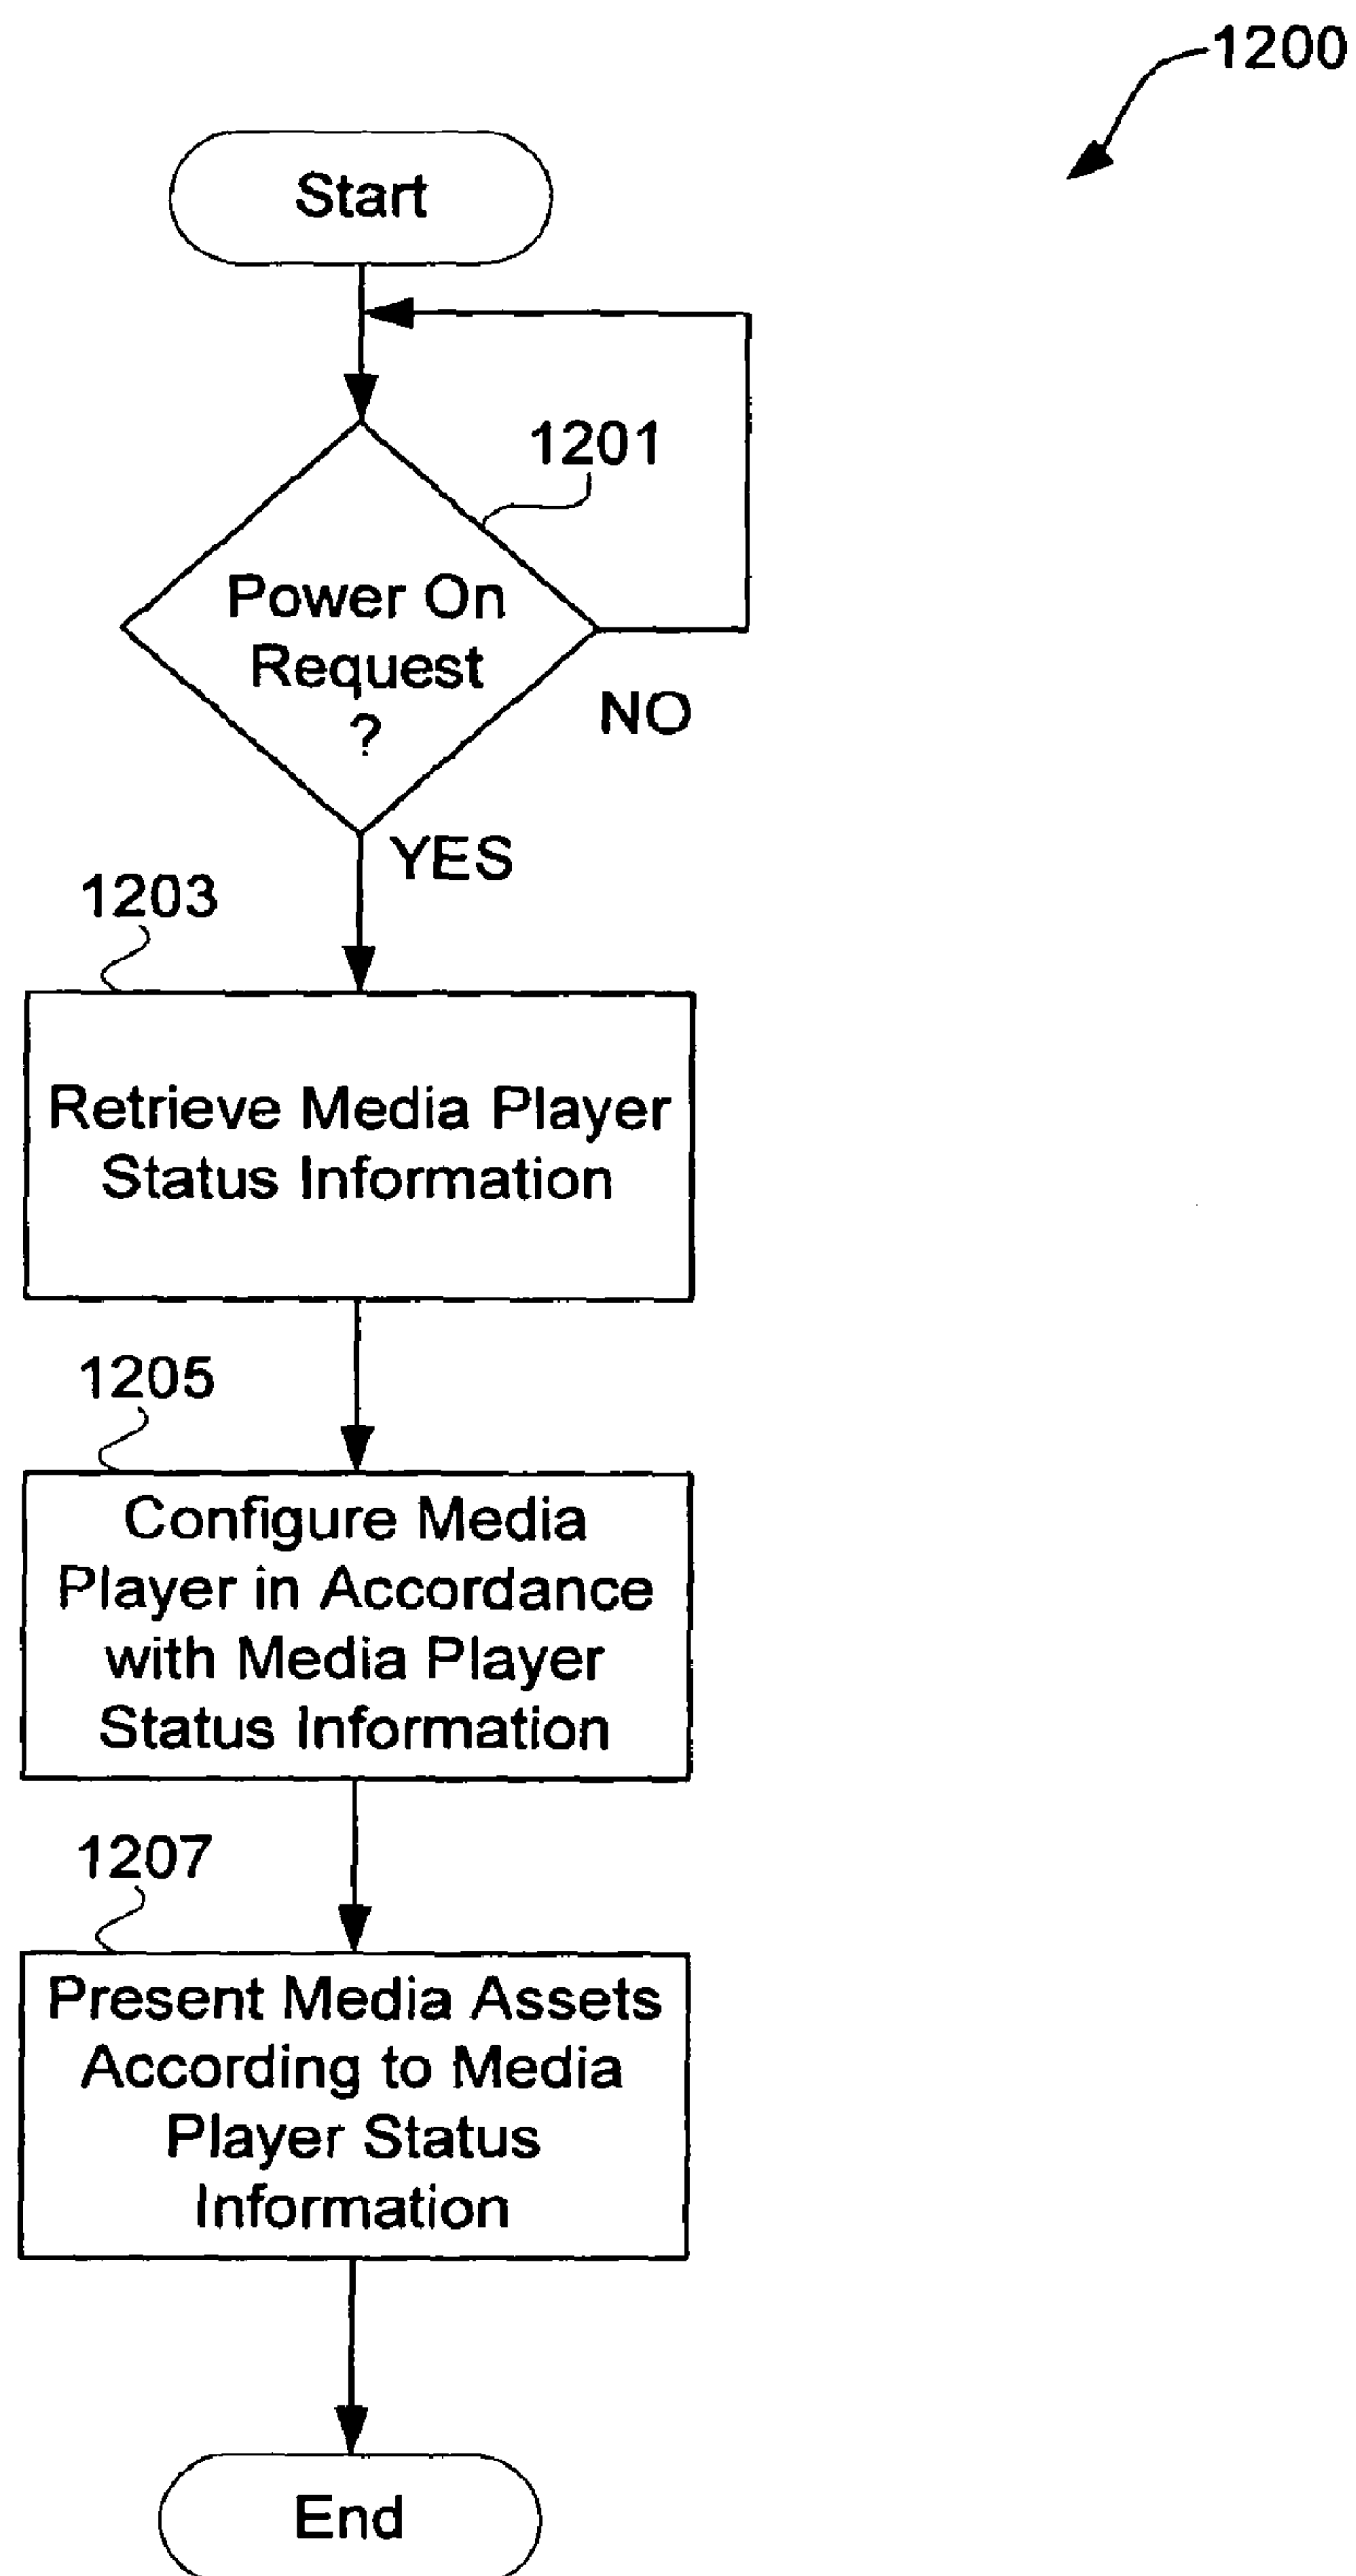 1200
Start
1201
Power On
Request
?
NO
YES
1203
Retrieve Media Player
Status Information
1205
Configure Media
Player in Accordance
with Media Player
Status Information
1207
Present Media Assets
According to Media
Player Status
Information
End